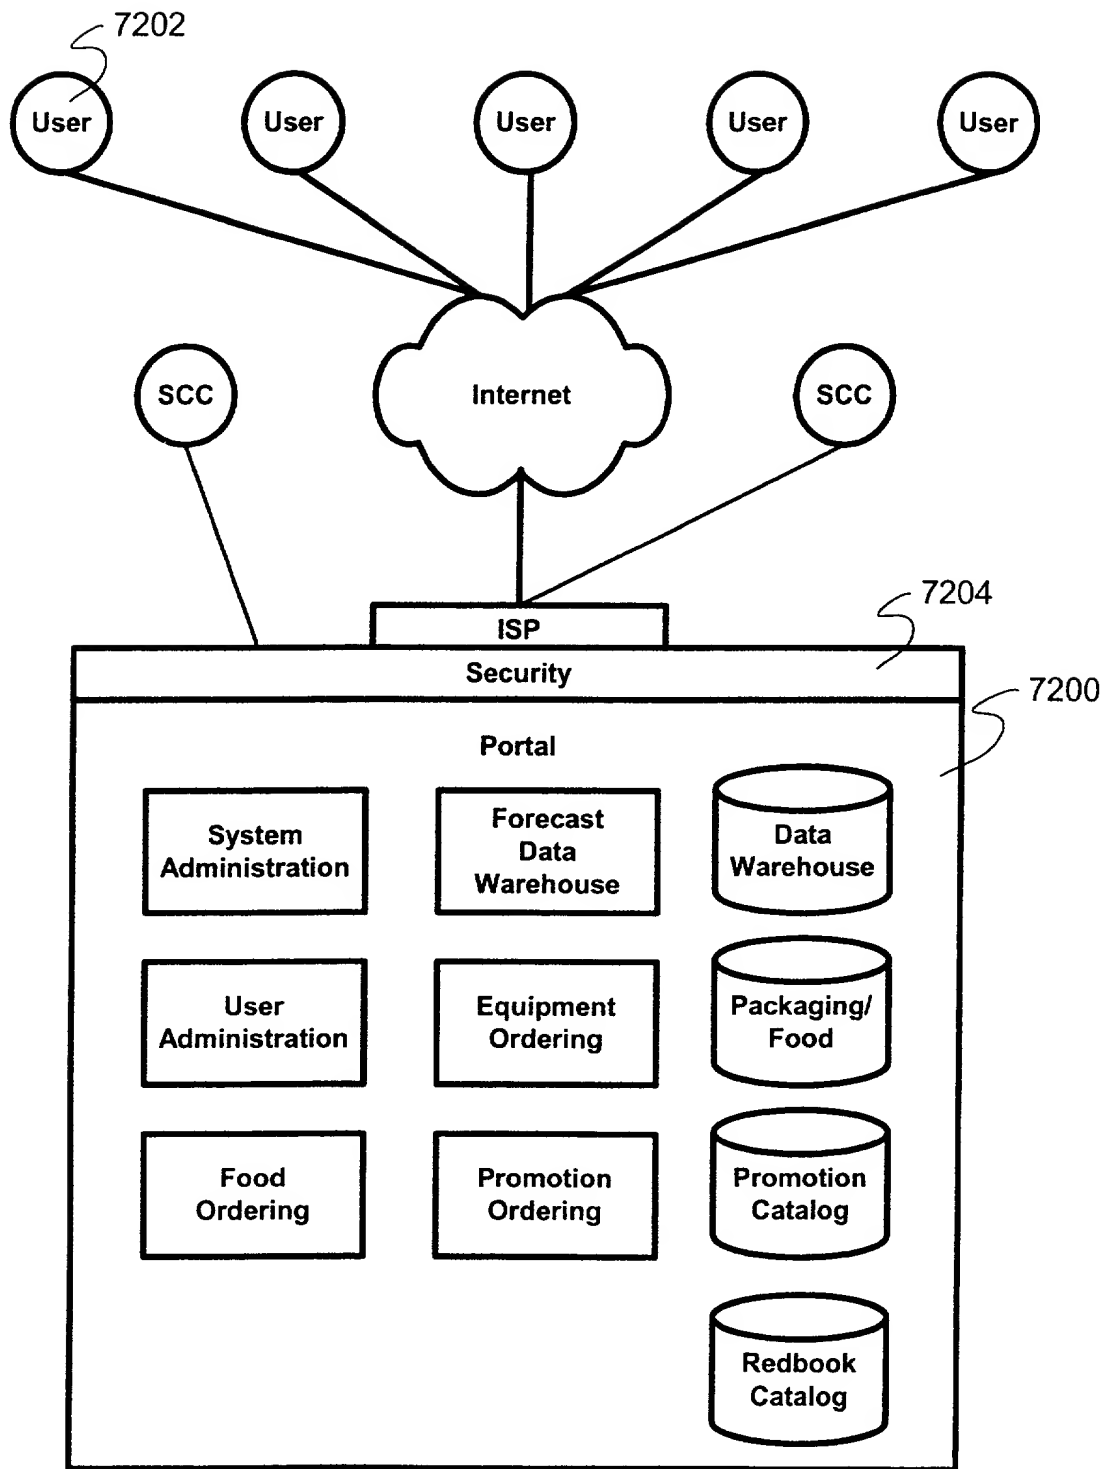 7202
User
User
User
User
User
SCC
Internet
SCC
ISP
7204
Security
7200
Portal
System
Administration
Forecast
Data
Warehouse
Data
Warehouse
User
Administration
Equipment
Ordering
Packaging/
Food
Food
Ordering
Promotion
Ordering
Promotion
Catalog
Redbook
Catalog